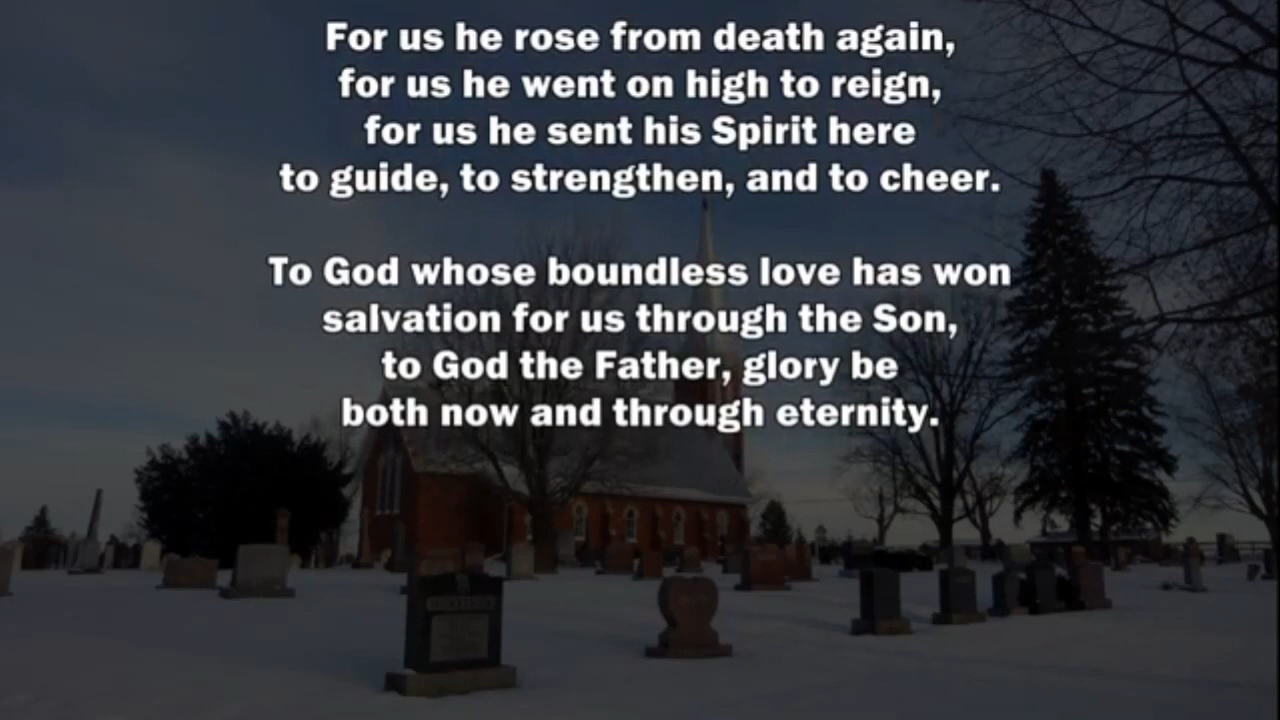 For us he rose from death again,
for us he went on high to reign,
for us he sent his Spirit here
to guide, to strengthen, and to cheer.
To God whose boundless love has won
salvation for us through the Son,
to God the Father, glory be
both now and through eternity.